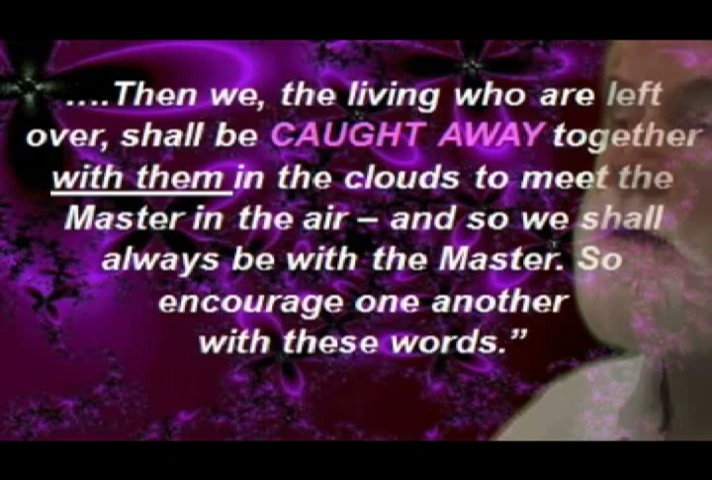 ....Then we, the living who are left
over, shall be CAUGHT AWAY together
with them in the clouds to meet the
Master in the air – and so we shall
always be with the Master. So
encourage one another
with these words.”